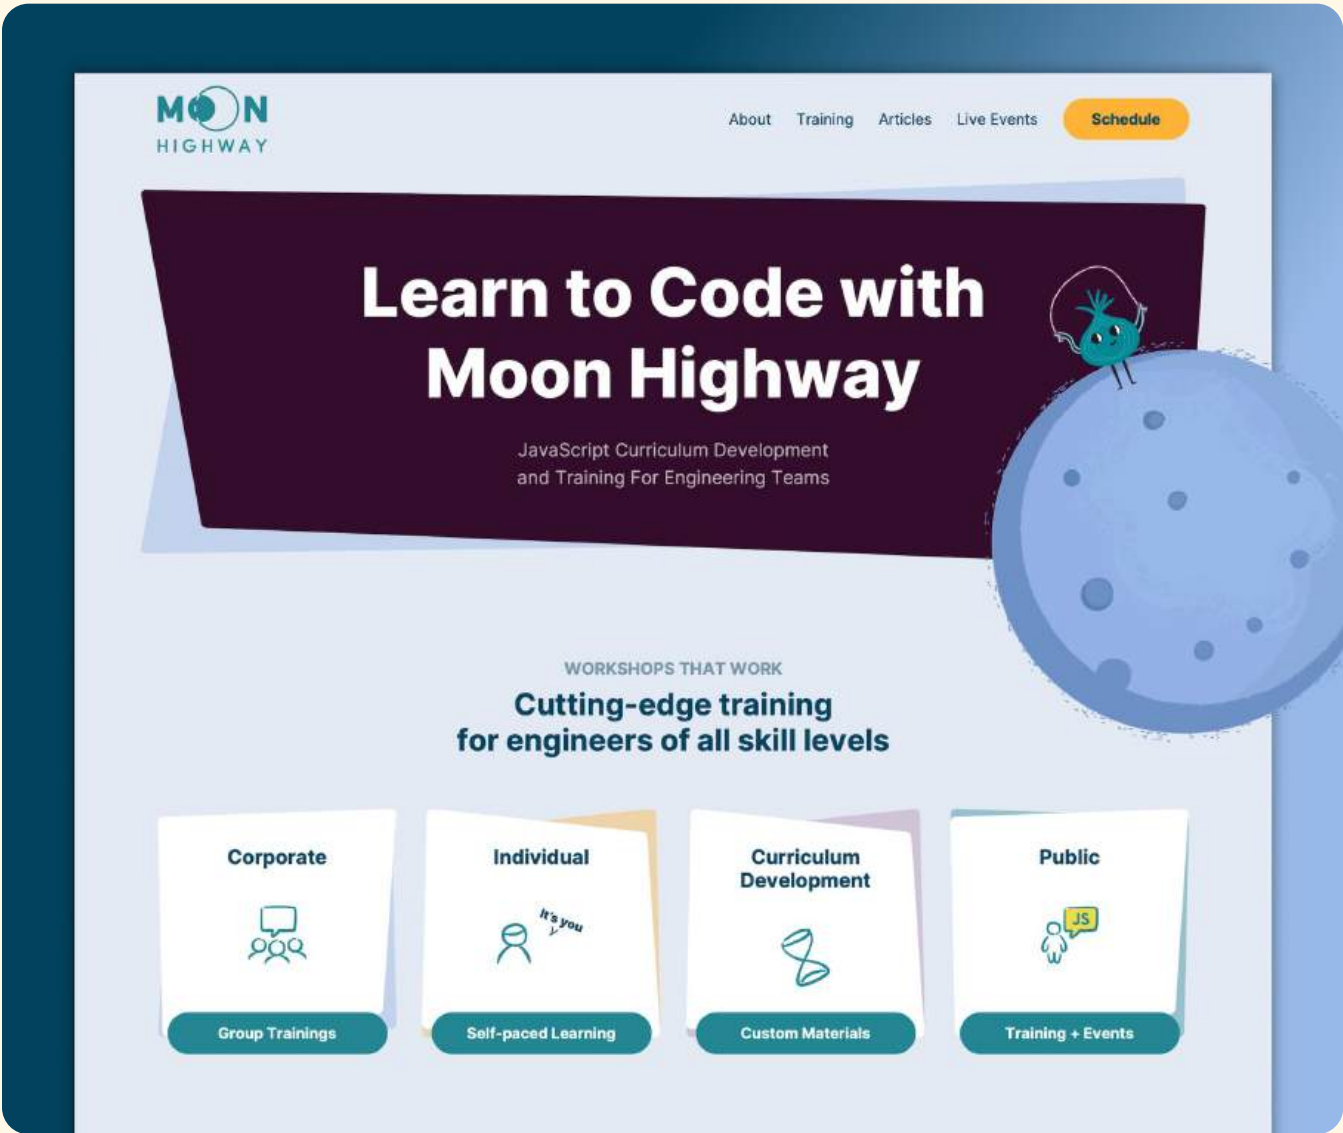 MOON
HIGHWAY
About Training Articles Live Events Schedule
Learn to Code with
Moon Highway
JavaScript Curriculum Development
and Training For Engineering Teams
WORKSHOPS THAT WORK
Cutting-edge training
for engineers of all skill levels
Corporate
Group Trainings
Individual
It's you
Self-paced Learning
Curriculum
Development
Custom Materials
Public
JS
Training + Events